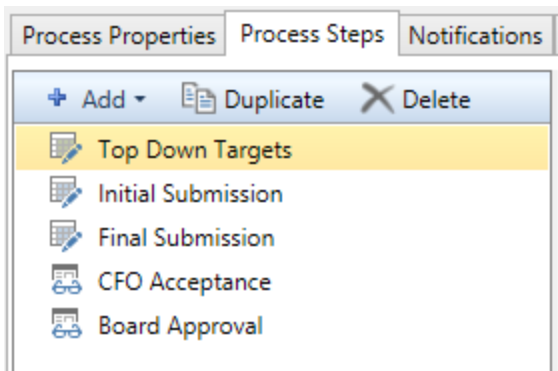 Process Properties Process Steps Notifications
Add Duplicate Delete
Top Down Targets
Initial Submission
Final Submission
CFO Acceptance
Board Approval